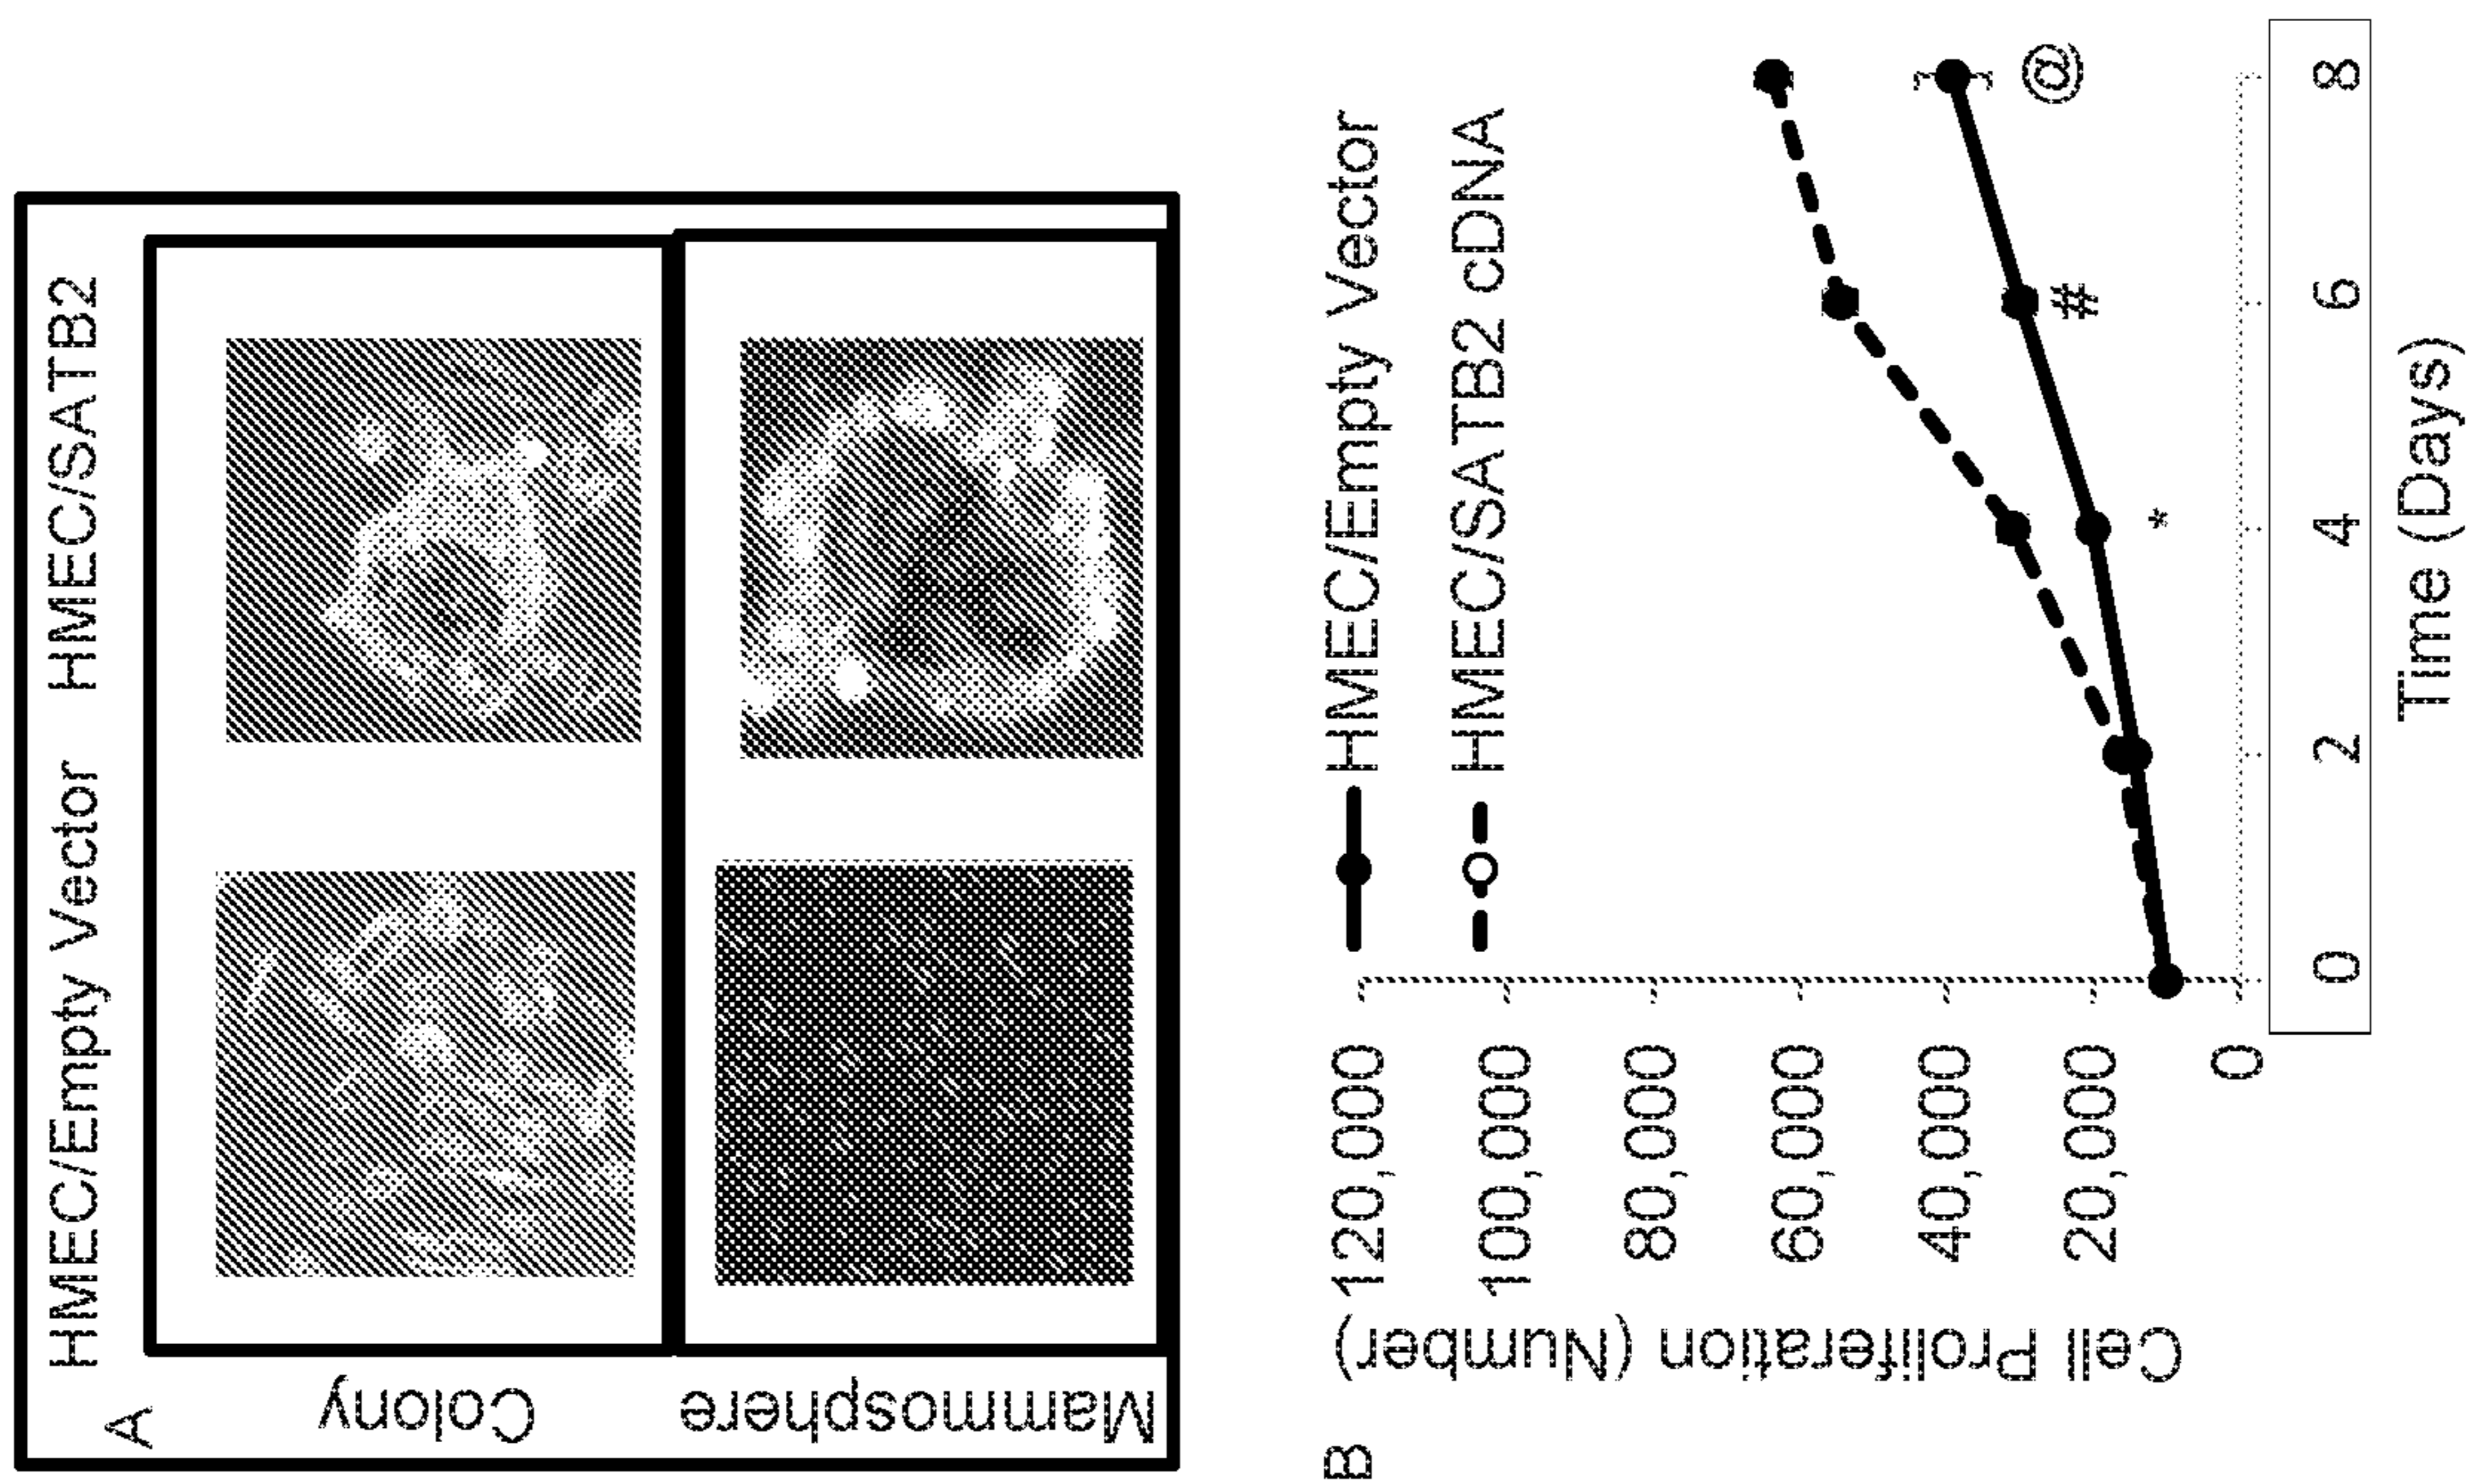 A
HMEC/Empty Vector HMEC/SATB2
Colony
Mammosphere
B
HMEC/Empty Vector
HMEC/SATB2 cDNA
Cell Proliferation (Number)
120,000
100,000
80,000
60,000
40,000
20,000
0
*
#
@
0 2 4 6 8
Time (Days)